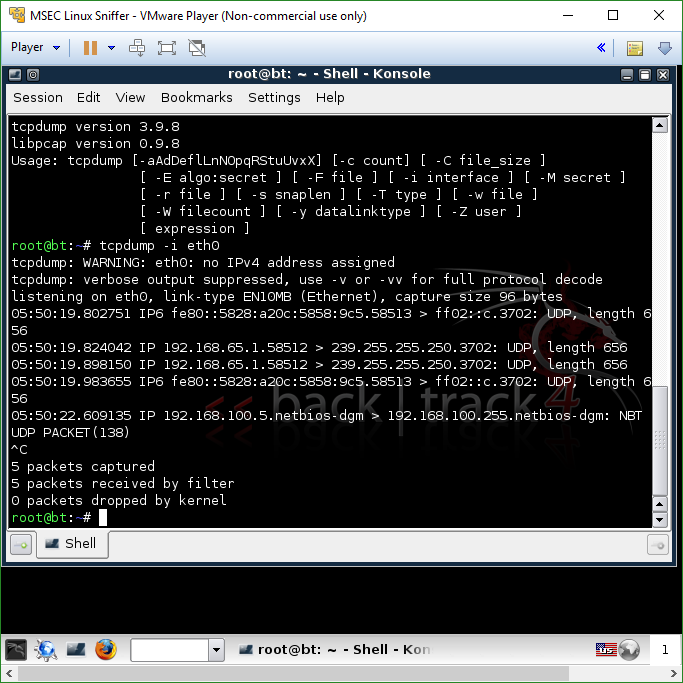 MSEC Linux Sniffer - VMware Player (Non-commercial use only)
Player
root@bt: ~ - Shell - Konsole
Session Edit View Bookmarks Settings Help
tcpdump version 3.9.8
libpcap version 0.9.8
Usage: tcpdump [-aAdDeflLnNOpqRStuUvxX] [-c count] [ -C file_size ]
[ -E algo:secret ] [ -F file ] [ -i interface ] [ -M secret ]
[ -r file ] [ -s snaplen ] [ -T type ] [ -w file ]
[ -W filecount ] [ -y datalinktype ] [ -Z user ]
[ expression ]
root@bt:~# tcpdump -i eth0
tcpdump: WARNING: eth0: no IPv4 address assigned
tcpdump: verbose output suppressed, use -v or -vv for full protocol decode
listening on eth0, link-type EN10MB (Ethernet), capture size 96 bytes
05:50:19.802751 IP6 fe80::5828:a20c:5858:9c5.58513 > ff02::c.3702: UDP, length 6
56
05:50:19.824042 IP 192.168.65.1.58512 > 239.255.255.250.3702: UDP, length 656
05:50:19.898150 IP 192.168.65.1.58512 > 239.255.255.250.3702: UDP, length 656
05:50:19.983655 IP6 fe80::5828:a20c:5858:9c5.58513 > ff02::c.3702: UDP, length 6
56
05:50:22.609135 IP 192.168.100.5.netbios-dgm > 192.168.100.255.netbios-dgm: NBT
UDP PACKET(138)
^C
5 packets captured
5 packets received by filter
0 packets dropped by kernel
root@bt:~#
<< back | track 4
Shell
root@bt: ~ - Shell - Kon
1